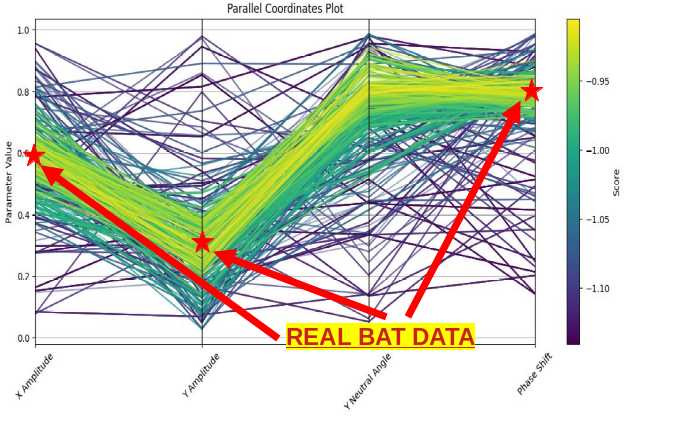 Parallel Coordinates Plot
1.0
0.8
0.6
0.4
0.2
0.0
Parameter Value
X Amplitude
Y Amplitude
Y Neutral Angle
Phase Shift
REAL BAT DATA
−0.95
−1.00
−1.05
−1.10
Score